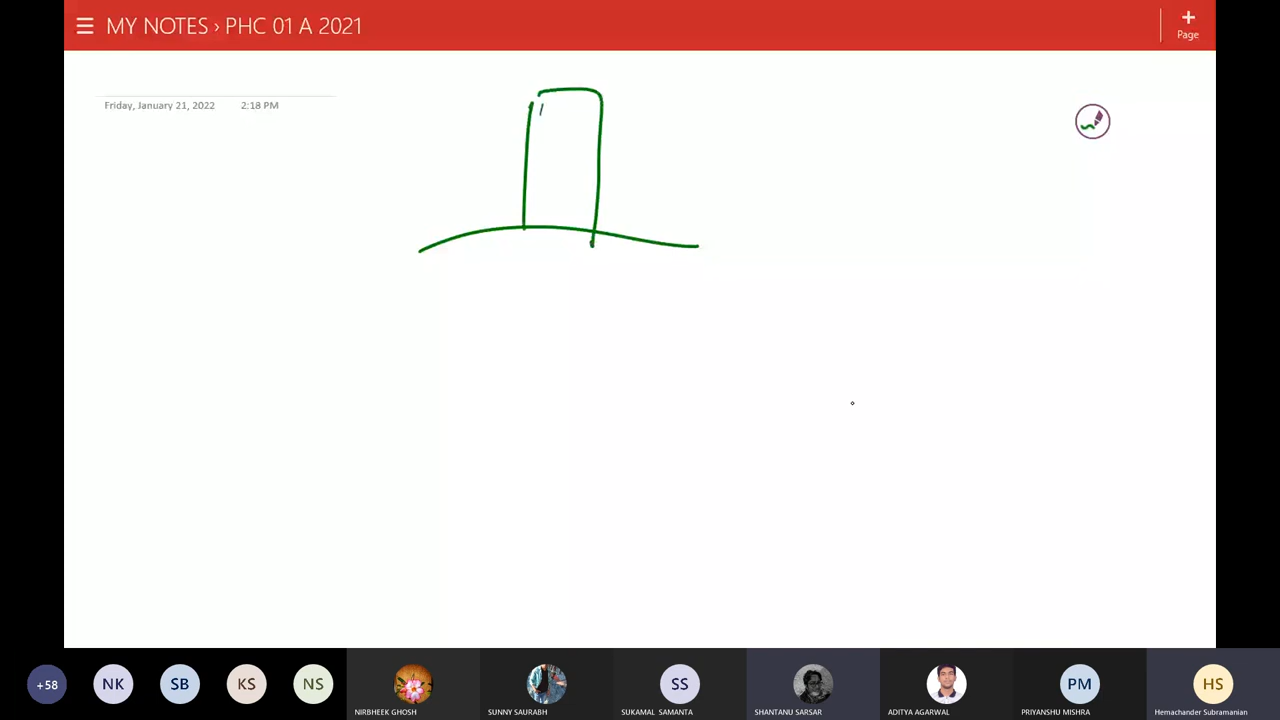 MY NOTES › PHC 01 A 2021
Page
Friday, January 21, 2022 2:18 PM
+58
NK
SB
KS
NS
SS
PM
HS
NIRBHEEK GHOSH
SUNNY SAURABH
SUKAMAL SAMANTA
SHANTANU SARSAR
ADITYA AGARWAL
PRIYANSHU MISHRA
Hemachander Subramanian